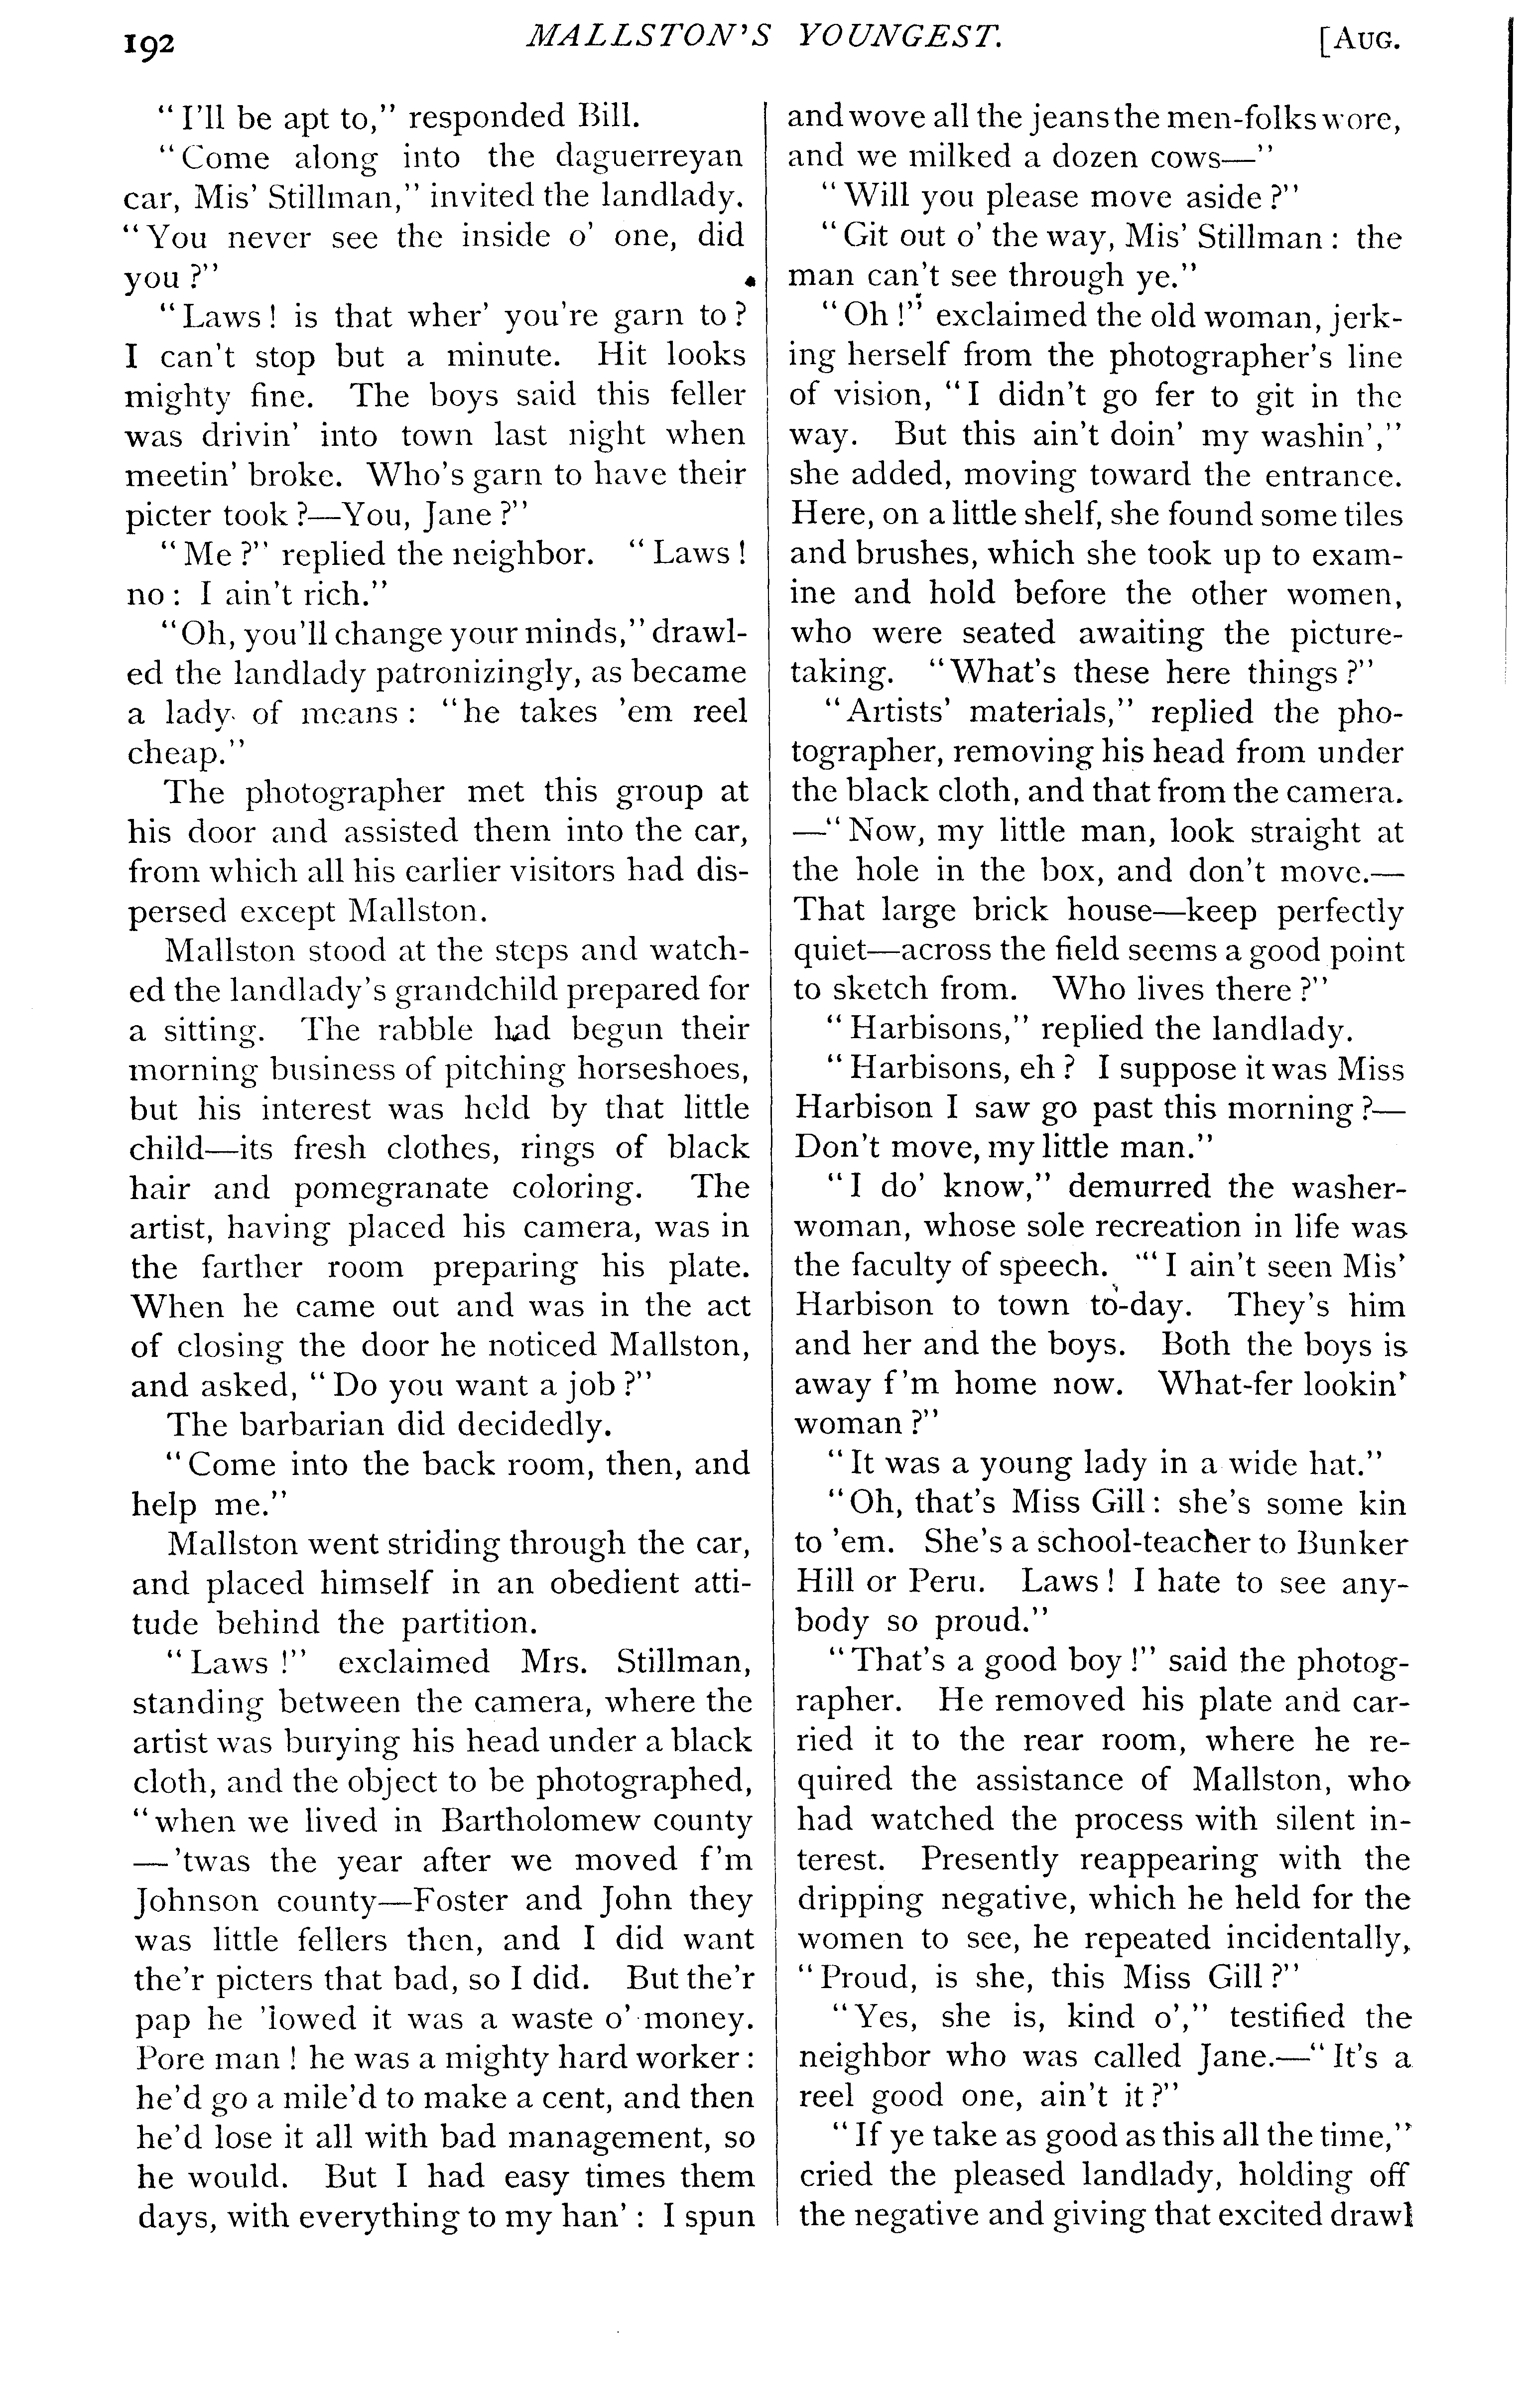 192
MALLSTON'S YOUNGEST.
[AUG.
"I'll be apt to," responded Bill.
"Come along into the daguerreyan
car, Mis' Stillman," invited the landlady.
"You never see the inside o' one, did
you?"
"Laws! is that wher' you're garn to?
I can't stop but a minute. Hit looks
mighty fine. The boys said this feller
was drivin' into town last night when
meetin' broke. Who's garn to have their
picter took?—You, Jane?"
"Me?" replied the neighbor. "Laws!
no: I ain't rich."
"Oh, you'll change your minds," drawl-
ed the landlady patronizingly, as became
a lady of means: "he takes 'em reel
cheap."
The photographer met this group at
his door and assisted them into the car,
from which all his earlier visitors had dis-
persed except Mallston.
Mallston stood at the steps and watch-
ed the landlady's grandchild prepared for
a sitting. The rabble had begun their
morning business of pitching horseshoes,
but his interest was held by that little
child—its fresh clothes, rings of black
hair and pomegranate coloring. The
artist, having placed his camera, was in
the farther room preparing his plate.
When he came out and was in the act
of closing the door he noticed Mallston,
and asked, "Do you want a job?"
The barbarian did decidedly.
"Come into the back room, then, and
help me."
Mallston went striding through the car,
and placed himself in an obedient atti-
tude behind the partition.
"Laws!" exclaimed Mrs. Stillman,
standing between the camera, where the
artist was burying his head under a black
cloth, and the object to be photographed,
"when we lived in Bartholomew county
—'twas the year after we moved f'm
Johnson county—Foster and John they
was little fellers then, and I did want
the'r picters that bad, so I did. But the'r
pap he 'lowed it was a waste o' money.
Pore man! he was a mighty hard worker:
he'd go a mile'd to make a cent, and then
he'd lose it all with bad management, so
he would. But I had easy times them
days, with everything to my han': I spun
and wove all the jeans the men-folks wore,
and we milked a dozen cows—"
"Will you please move aside?"
"Git out o' the way, Mis' Stillman: the
man can't see through ye."
"Oh!" exclaimed the old woman, jerk-
ing herself from the photographer's line
of vision, "I didn't go fer to git in the
way. But this ain't doin' my washin',"
she added, moving toward the entrance.
Here, on a little shelf, she found some tiles
and brushes, which she took up to exam-
ine and hold before the other women,
who were seated awaiting the picture-
taking. "What's these here things?"
"Artists' materials," replied the pho-
tographer, removing his head from under
the black cloth, and that from the camera.
—"Now, my little man, look straight at
the hole in the box, and don't move.—
That large brick house—keep perfectly
quiet—across the field seems a good point
to sketch from. Who lives there?"
"Harbisons," replied the landlady.
"Harbisons, eh? I suppose it was Miss
Harbison I saw go past this morning?—
Don't move, my little man."
"I do' know," demurred the washer-
woman, whose sole recreation in life was
the faculty of speech. "I ain't seen Mis'
Harbison to town to-day. They's him
and her and the boys. Both the boys is
away f'm home now. What-fer lookin'
woman?"
"It was a young lady in a wide hat."
"Oh, that's Miss Gill: she's some kin
to 'em. She's a school-teacher to Bunker
Hill or Peru. Laws! I hate to see any-
body so proud."
"That's a good boy!" said the photog-
rapher. He removed his plate and car-
ried it to the rear room, where he re-
quired the assistance of Mallston, who
had watched the process with silent in-
terest. Presently reappearing with the
dripping negative, which he held for the
women to see, he repeated incidentally,
"Proud, is she, this Miss Gill?"
"Yes, she is, kind o'," testified the
neighbor who was called Jane.—"It's a
reel good one, ain't it?"
"If ye take as good as this all the time,"
cried the pleased landlady, holding off
the negative and giving that excited drawl